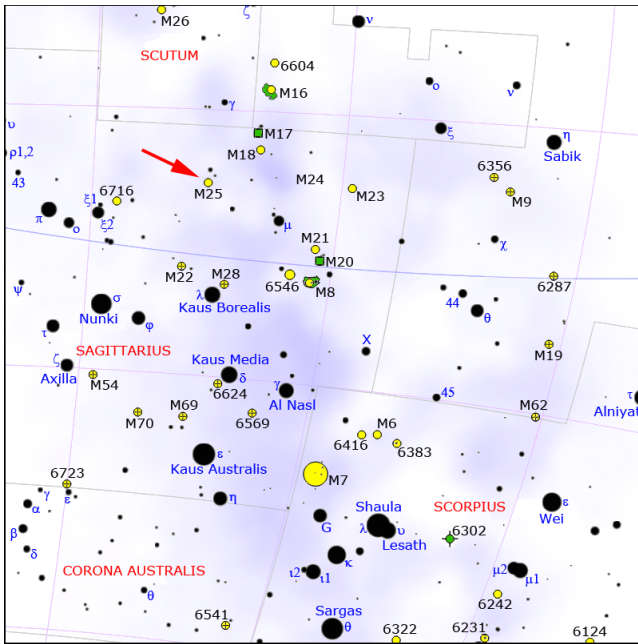 M26
ζ
ν
SCUTUM
6604
ο
ν
M16
γ
ξ
υ
M17
η
Sabik
ρ1,2
M18
43
M25
M24
6356
M9
6716
ξ1
M23
π
ο
ξ2
μ
M21
χ
M20
M22
M28
6546
M8
6287
ψ
λ
Kaus Borealis
σ
Nunki
φ
44
θ
τ
SAGITTARIUS
X
M19
ζ
Kaus Media
Axilla
M54
δ
6624
γ
Al Nasl
45
M62
τ
Alniyat
M70
M69
6569
6416
M6
6383
ε
Kaus Australis
M7
6723
γ
ε
α
η
Shaula
SCORPIUS
ε
Wei
β
G
λ
υ
Lesath
6302
δ
κ
CORONA AUSTRALIS
ι2
ι1
μ2
μ1
θ
6242
6541
Sargas
θ
6322
6231
6124